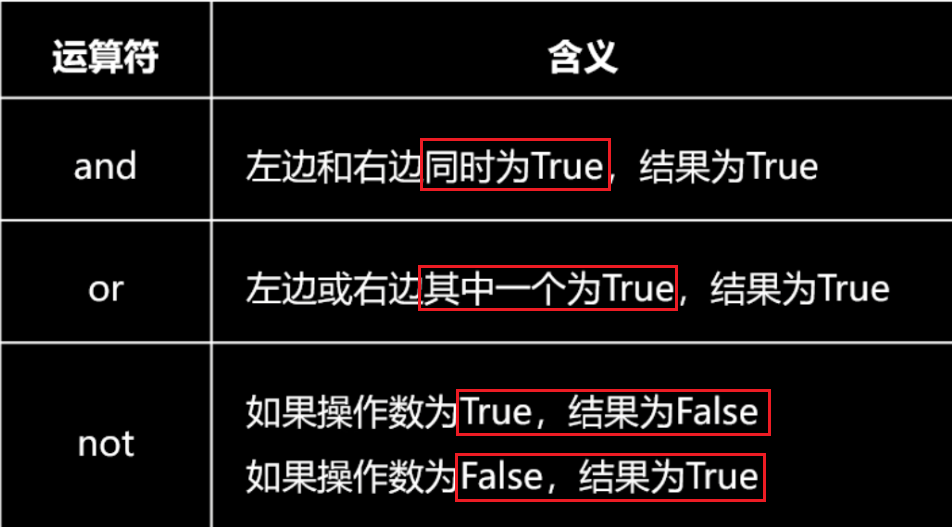 运算符 含义
and 左边和右边同时为True，结果为True
or 左边或右边其中一个为True，结果为True
not
如果操作数为True，结果为False
如果操作数为False，结果为True